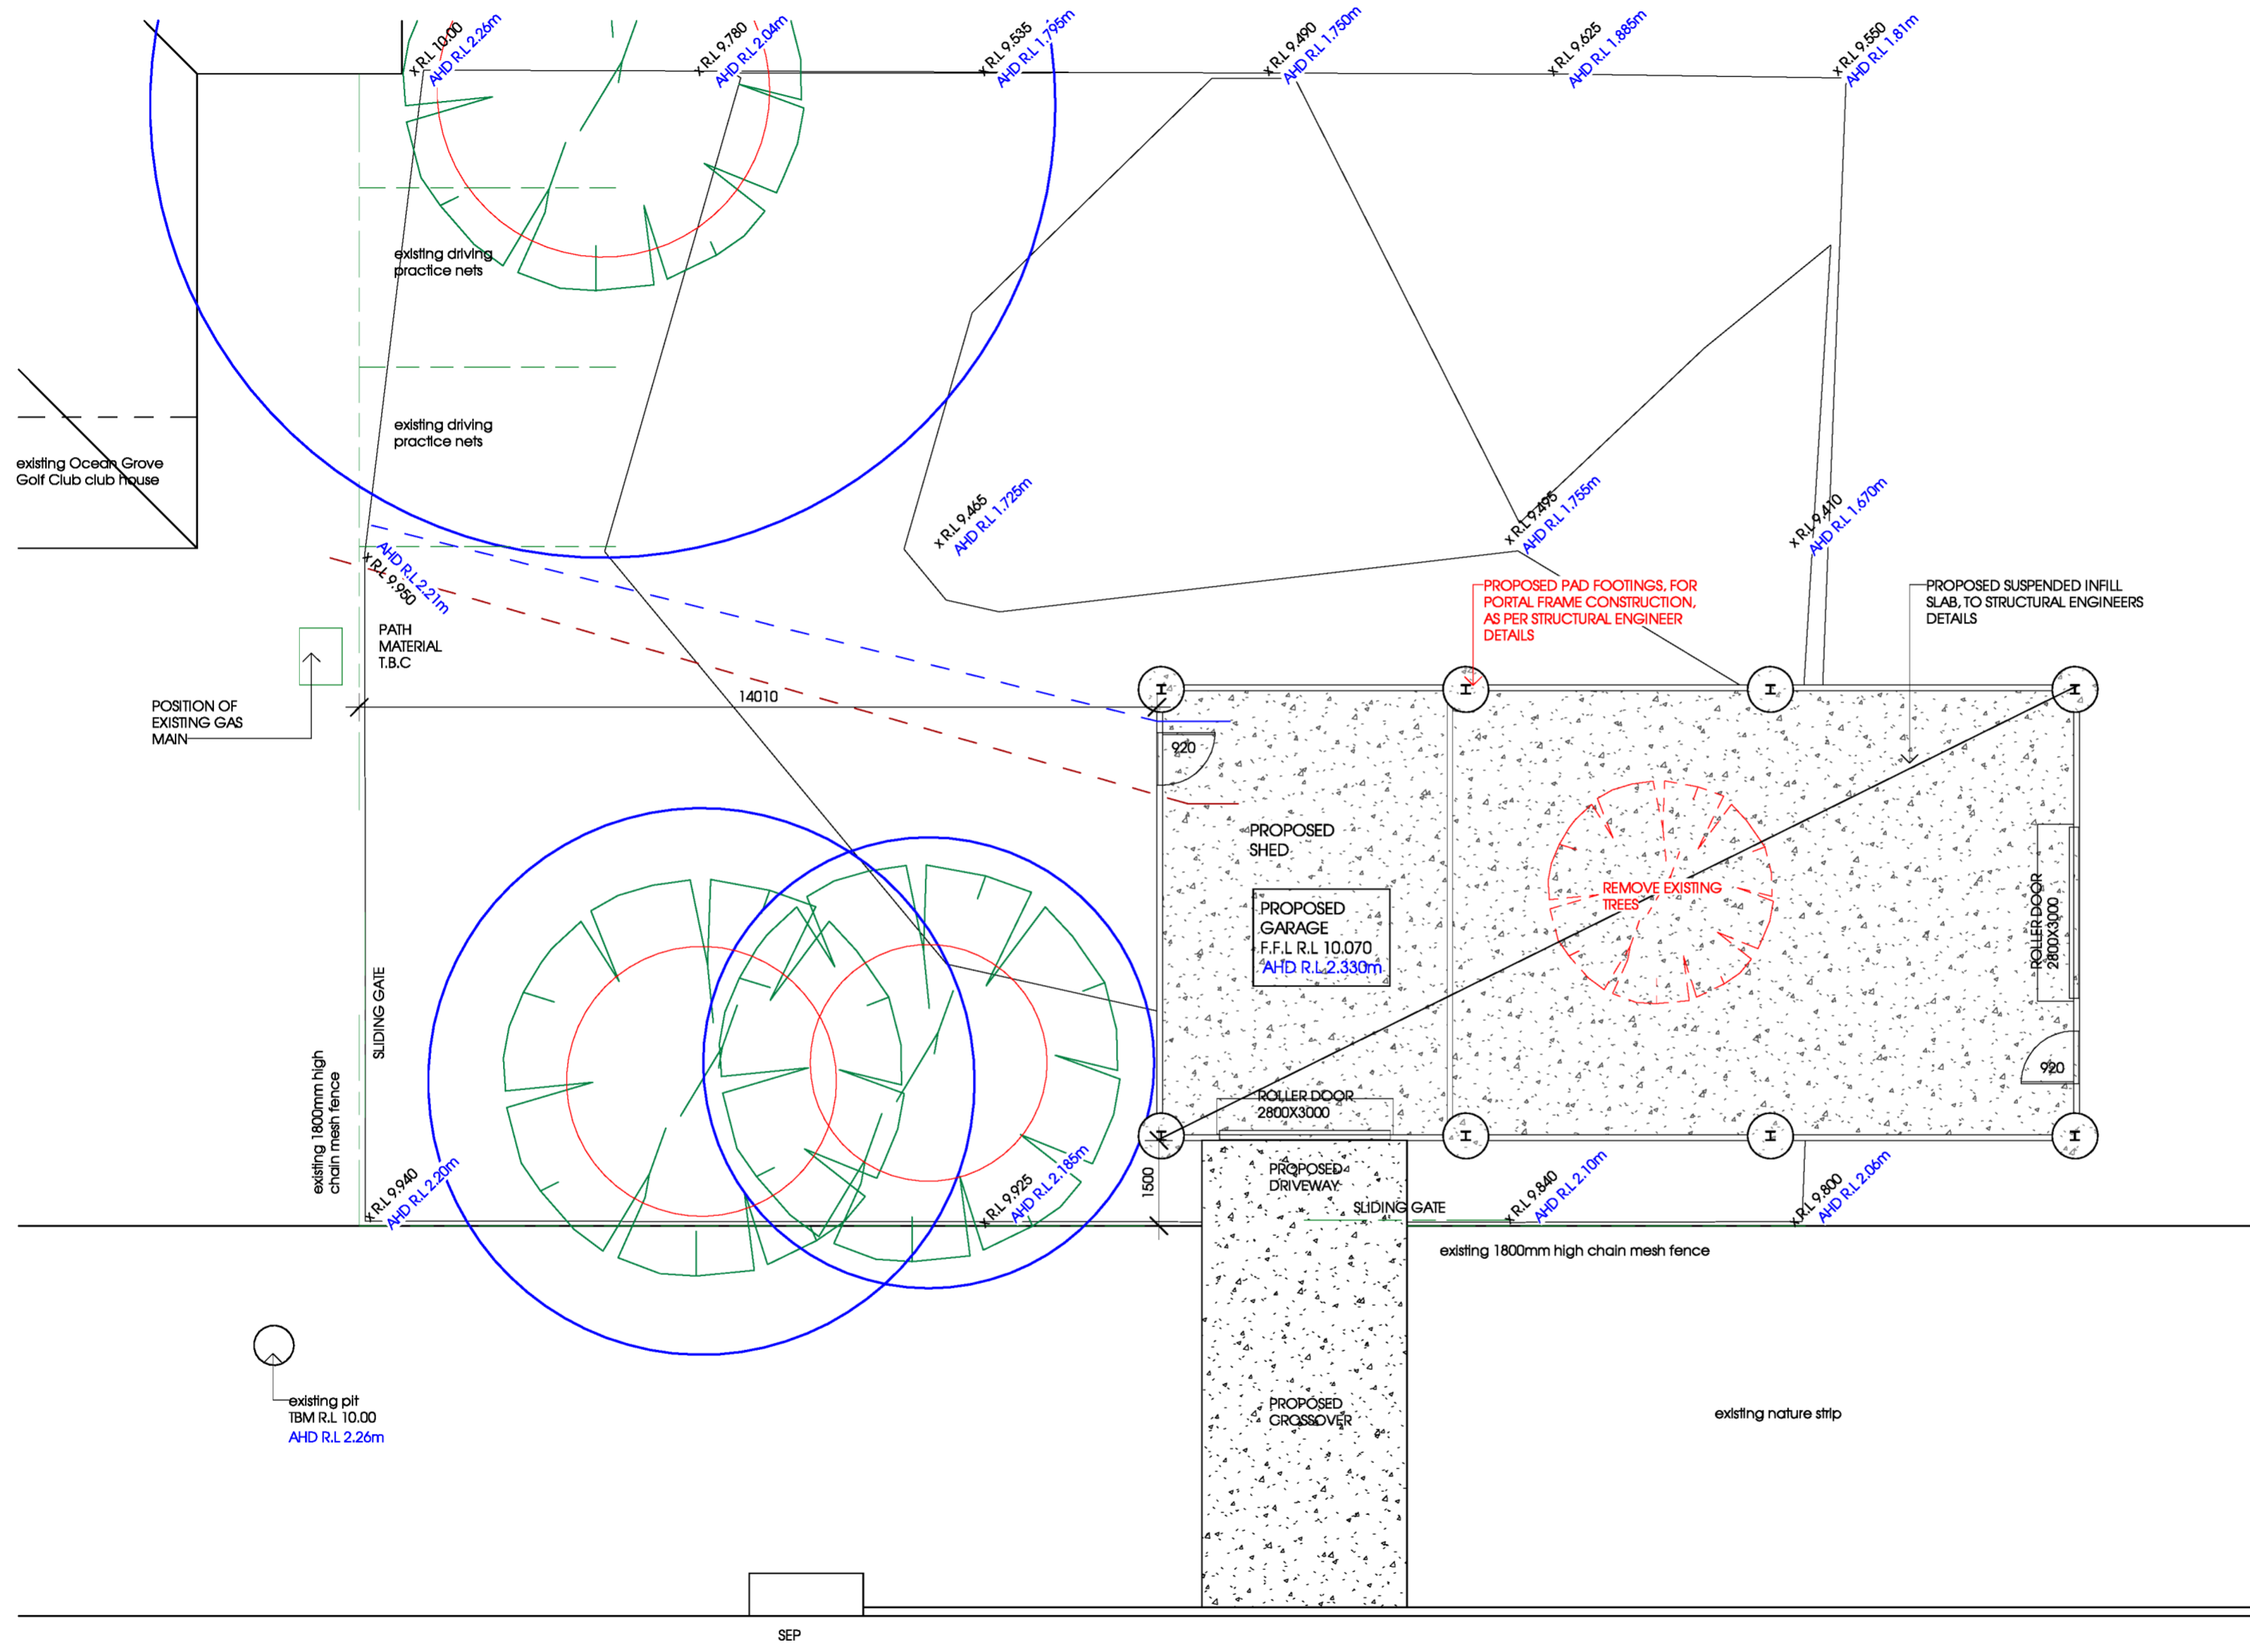 x R.L 10.00
AHD R.L 2.26m
x R.L 9.780
AHD R.L 2.04m
x R.L 9.535
AHD R.L 1.795m
x R.L 9.490
AHD R.L 1.750m
x R.L 9.625
AHD R.L 1.885m
x R.L 9.550
AHD R.L 1.81m
existing driving
practice nets
existing driving
practice nets
existing Ocean Grove
Golf Club club house
x R.L 9.465
AHD R.L 1.725m
x R.L 9.495
AHD R.L 1.755m
x R.L 9.410
AHD R.L 1.670m
AHD R.L 2.21m
x R.L 9.950
PROPOSED PAD FOOTINGS, FOR
PORTAL FRAME CONSTRUCTION,
AS PER STRUCTURAL ENGINEER
DETAILS
PROPOSED SUSPENDED INFILL
SLAB, TO STRUCTURAL ENGINEERS
DETAILS
PATH
MATERIAL
T.B.C
POSITION OF
EXISTING GAS
MAIN
14010
920
PROPOSED
SHED
REMOVE EXISTING
TREES
PROPOSED
GARAGE
F.F.L R.L 10.070
AHD R.L 2.330m
ROLLER DOOR
2800X3000
SLIDING GATE
existing 1800mm high
chain mesh fence
920
ROLLER DOOR
2800X3000
x R.L 9.940
AHD R.L 2.20m
x R.L 9.925
AHD R.L 2.185m
1500
PROPOSED
DRIVEWAY
SLIDING GATE
x R.L 9.840
AHD R.L 2.10m
x R.L 9.800
AHD R.L 2.06m
existing 1800mm high chain mesh fence
existing pit
TBM R.L 10.00
AHD R.L 2.26m
PROPOSED
CROSSOVER
existing nature strip
SEP